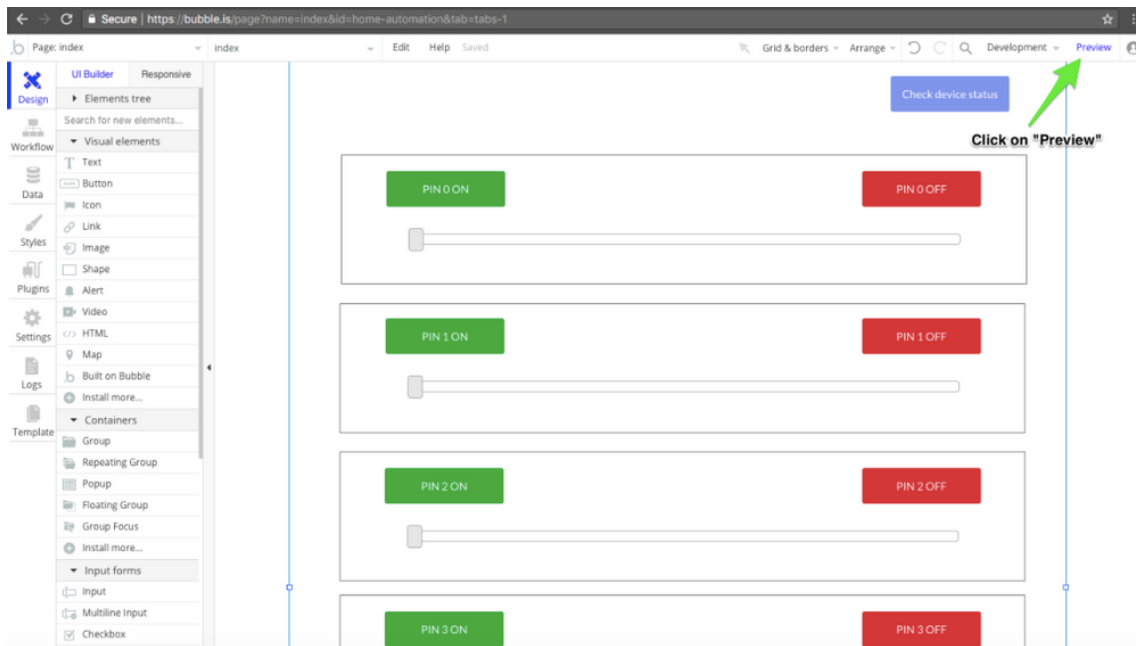 Secure | https://bubble.is/page?name=index&id=home-automation&tab=tabs-1
Page: index index Edit Help Saved Grid & borders Arrange Development Preview
UI Builder Responsive
Design
Elements tree
Search for new elements...
Workflow
Visual elements
Text
Button
Data
Icon
Link
Styles
Image
Shape
Plugins
Alert
Video
Settings
HTML
Map
Logs
Built on Bubble
Install more...
Template
Containers
Group
Repeating Group
Popup
Floating Group
Group Focus
Install more...
Input forms
Input
Multiline Input
Checkbox
Check device status
Click on "Preview"
PIN 0 ON PIN 0 OFF
PIN 1 ON PIN 1 OFF
PIN 2 ON PIN 2 OFF
PIN 3 ON PIN 3 OFF